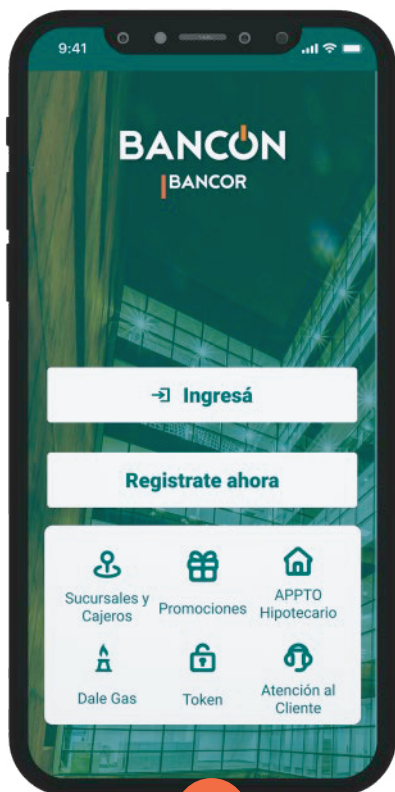 9:41
BANCÓN
BANCOR
Ingresá
Registrate ahora
Sucursales y
Cajeros
Promociones
APPTO
Hipotecario
Dale Gas
Token
Atención al
Cliente